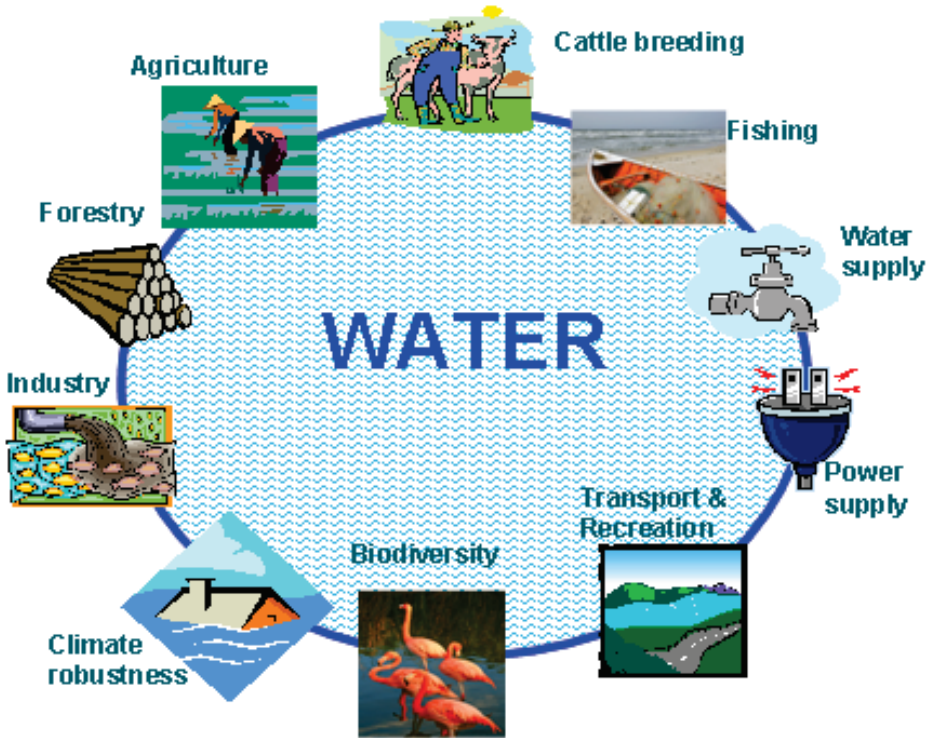 Cattle breeding
Agriculture
Fishing
Forestry
Water
supply
WATER
Industry
Power
supply
Transport &
Recreation
Biodiversity
Climate
robustness